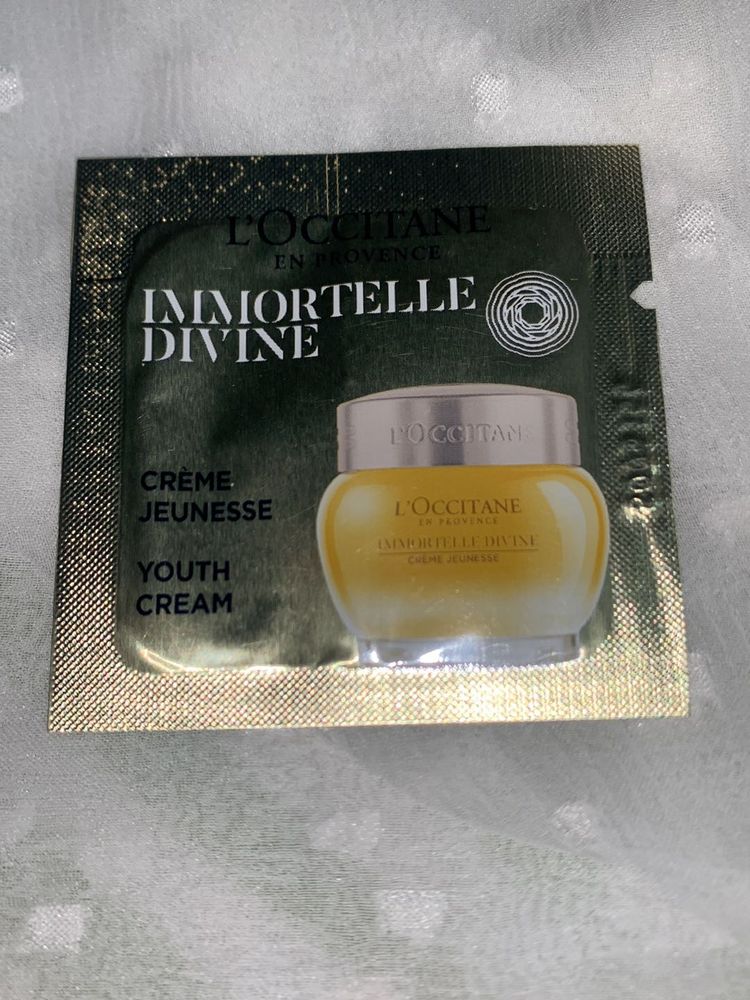 L'OCCITANE
EN PROVENCE
IMMORTELLE
DIVINE
CRÈME
JEUNESSE
YOUTH
CREAM
L'OCCITANE
L'OCCITANE
EN PROVENCE
IMMORTELLE DIVINE
CRÈME JEUNESSE